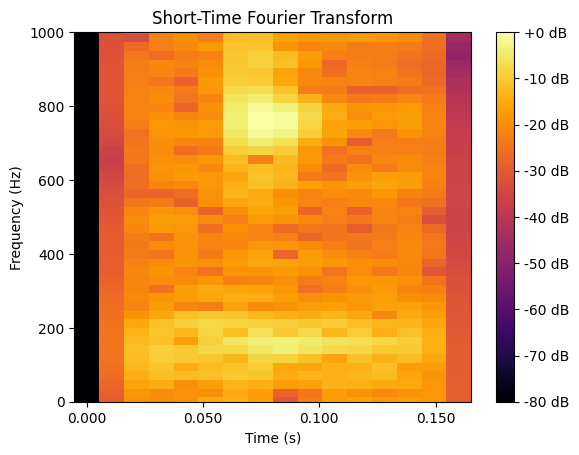 Short-Time Fourier Transform
Frequency (Hz)
1000
800
600
400
200
0
0.000
0.050
0.100
0.150
Time (s)
+0 dB
-10 dB
-20 dB
-30 dB
-40 dB
-50 dB
-60 dB
-70 dB
-80 dB